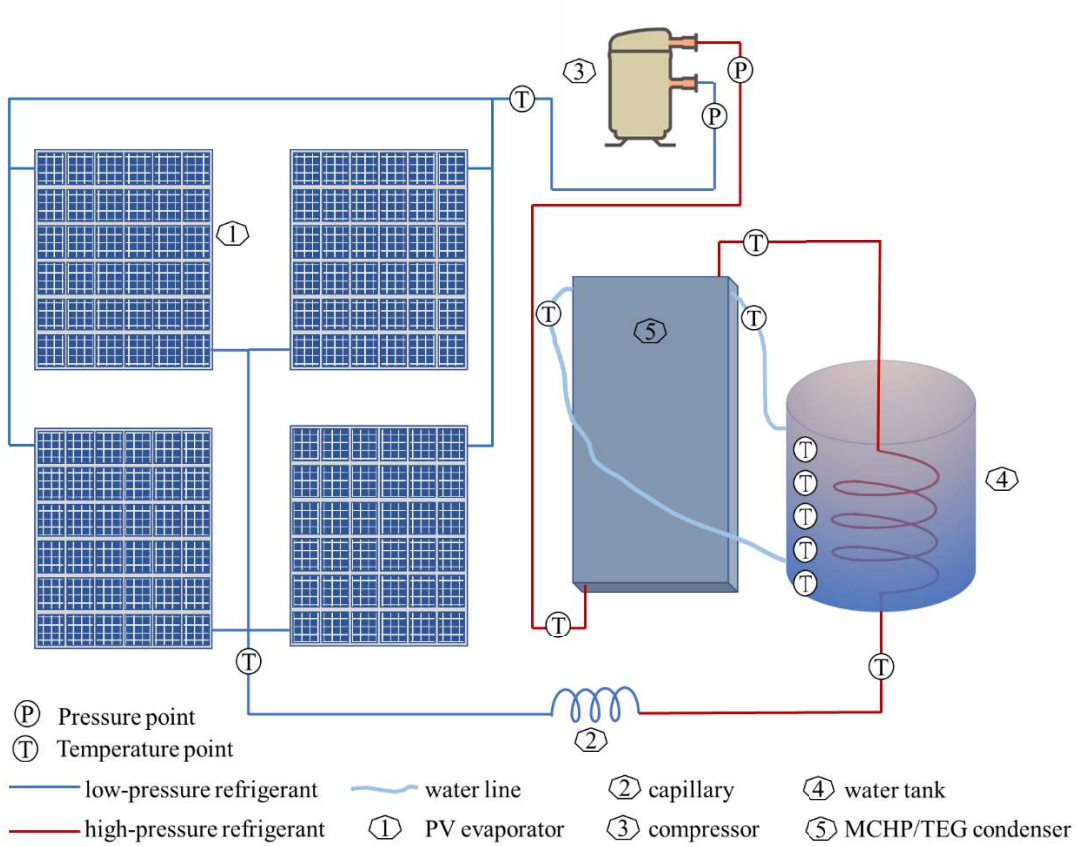 P
3
T
P
1
T
5
T
T
T
4
T
T
T
T
T
T
T
2
P Pressure point
T Temperature point
low-pressure refrigerant water line 2 capillary 4 water tank
high-pressure refrigerant 1 PV evaporator 3 compressor 5 MCHP/TEG condenser